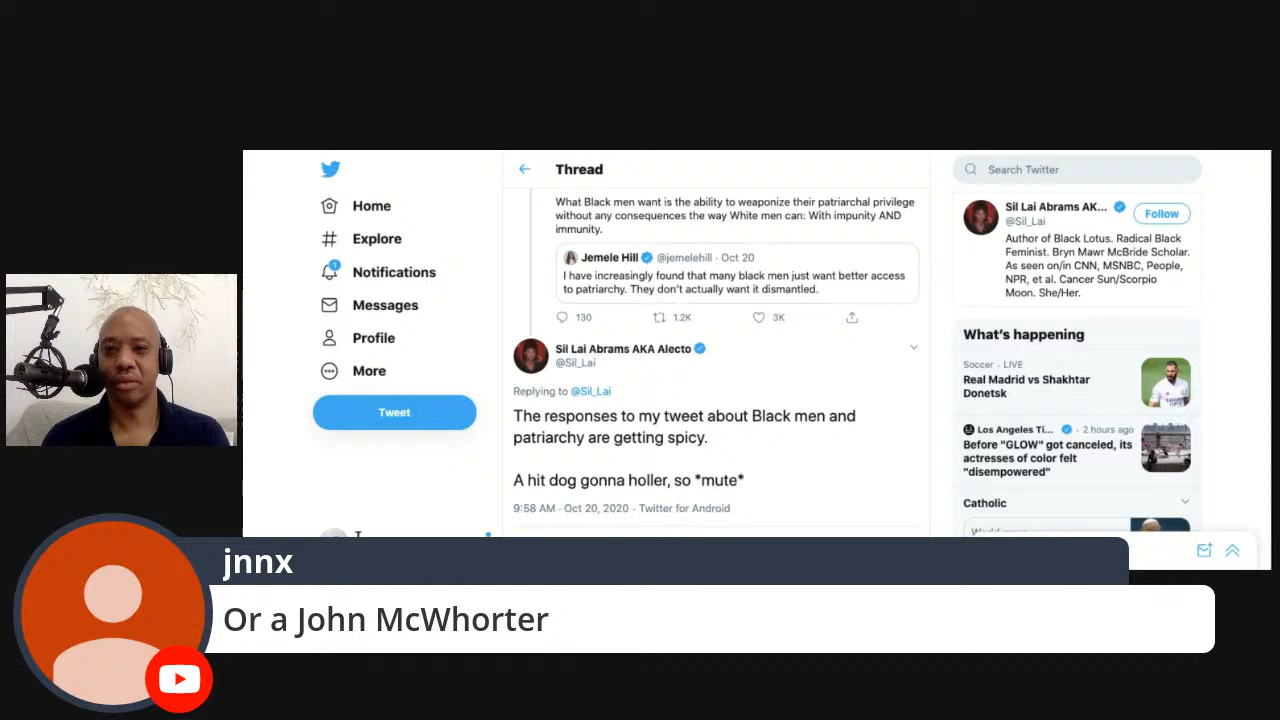 Home
Explore
1
Notifications
Messages
Profile
More
Tweet
Thread
What Black men want is the ability to weaponize their patriarchal privilege
without any consequences the way White men can: With impunity AND
immunity.
Jemele Hill @jemelehill · Oct 20
I have increasingly found that many black men just want better access
to patriarchy. They don't actually want it dismantled.
130 1.2K 3K
Sil Lai Abrams AKA Alecto
@Sil_Lai
Replying to @Sil_Lai
The responses to my tweet about Black men and
patriarchy are getting spicy.
A hit dog gonna holler, so *mute*
9:58 AM · Oct 20, 2020 · Twitter for Android
Search Twitter
Sil Lai Abrams AK...
@Sil_Lai
Follow
Author of Black Lotus. Radical Black
Feminist. Bryn Mawr McBride Scholar.
As seen on/in CNN, MSNBC, People,
NPR, et al. Cancer Sun/Scorpio
Moon. She/Her.
What's happening
Soccer · LIVE
Real Madrid vs Shakhtar
Donetsk
Los Angeles Ti... · 2 hours ago
Before "GLOW" got canceled, its
actresses of color felt
"disempowered"
Catholic
jnnx
Or a John McWhorter